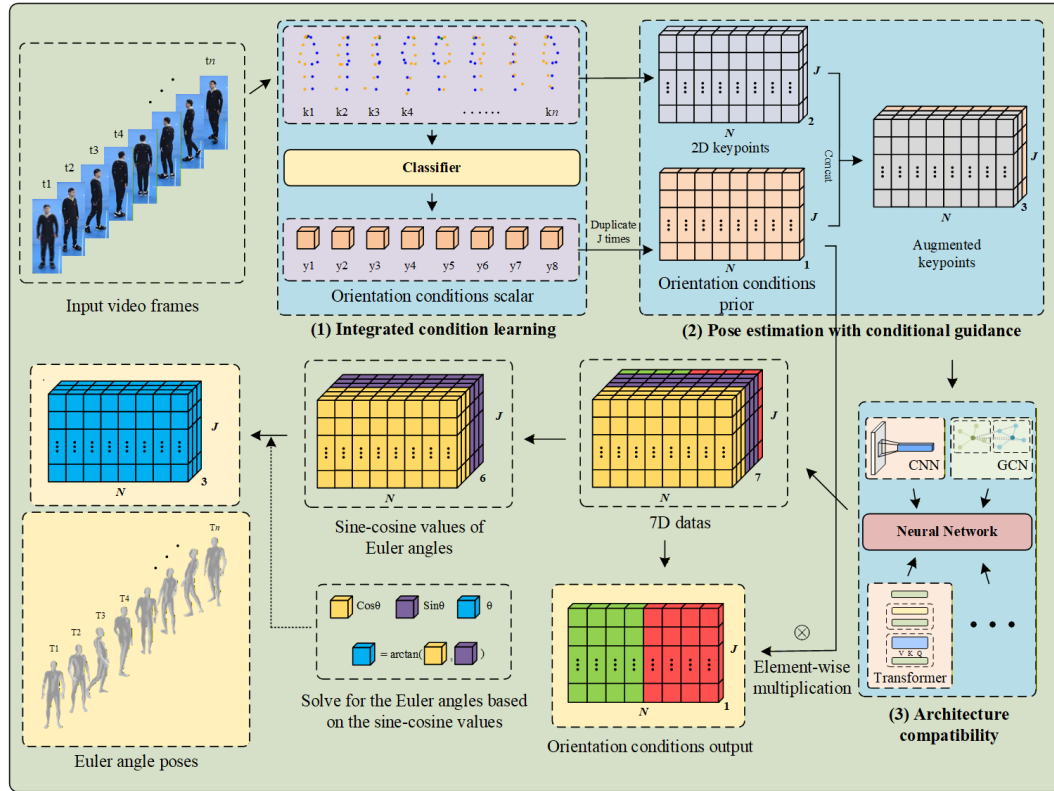 t1
t2
t3
t4
tn
Input video frames
k1 k2 k3 k4 ...... kn
Classifier
y1 y2 y3 y4 y5 y6 y7 y8
Orientation conditions scalar
(1) Integrated condition learning
Duplicate
J times
J
2
N
2D keypoints
J
1
N
Orientation conditions
prior
Concat
J
3
N
Augmented
keypoints
(2) Pose estimation with conditional guidance
J
3
N
J
6
N
Sine-cosine values of
Euler angles
J
7
N
7D datas
CNN
GCN
Neural Network
V K Q
Transformer
(3) Architecture
compatibility
T1
T2
T3
T4
Tn
Euler angle poses
Cosθ Sinθ θ
= arctan( , )
Solve for the Euler angles based
on the sine-cosine values
J
1
N
Orientation conditions output
⊗
Element-wise
multiplication